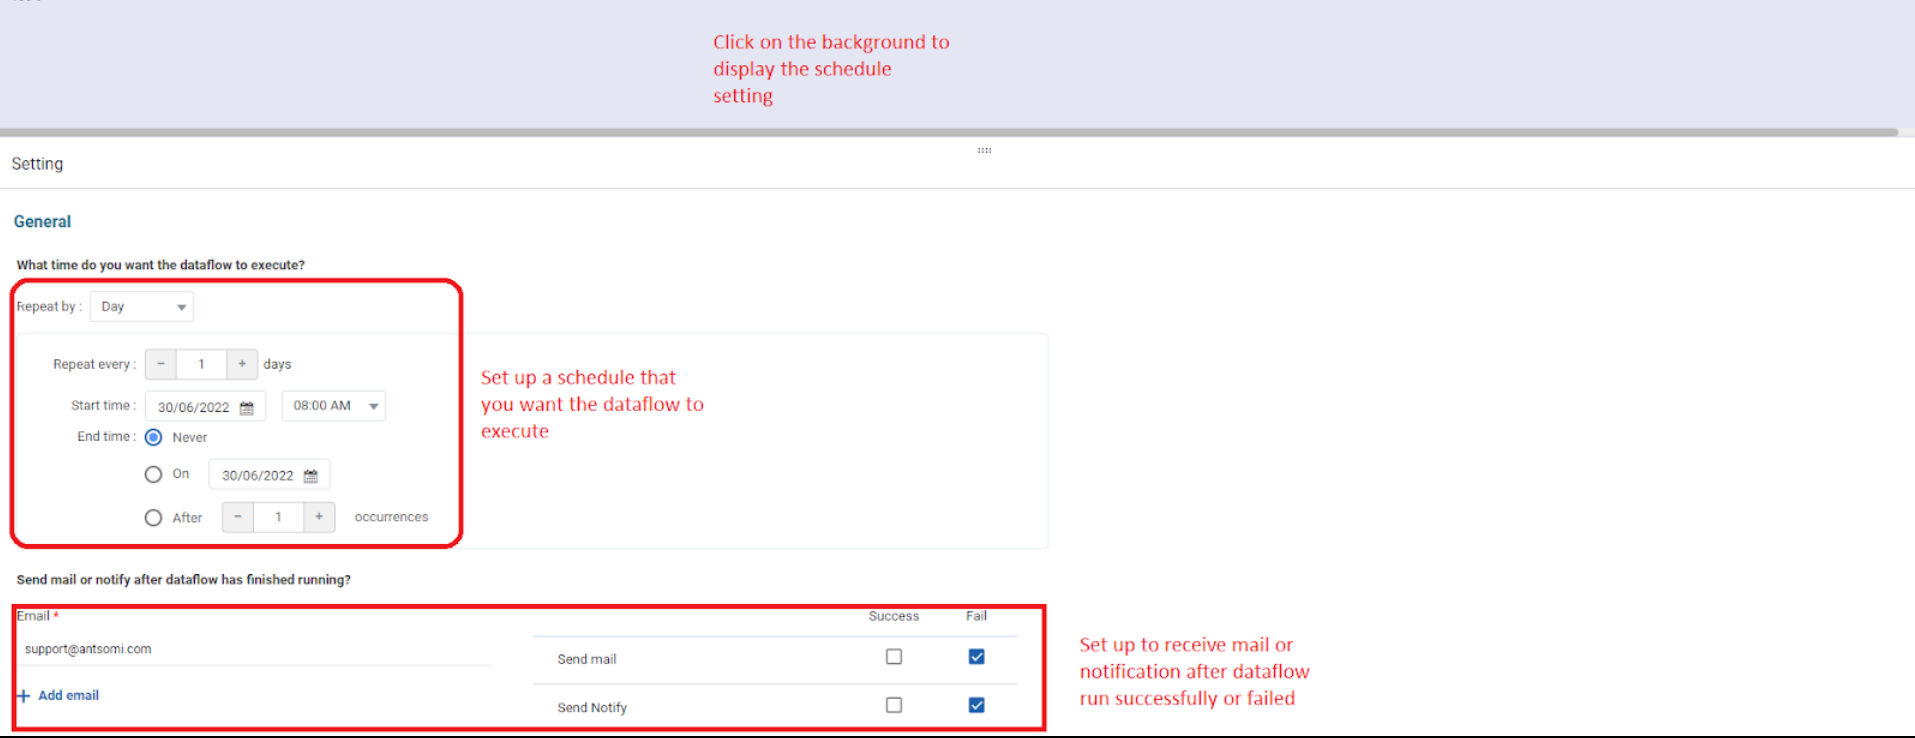 Click on the background to
display the schedule
setting
Setting
General
What time do you want the dataflow to execute?
Repeat by : Day
Repeat every : - 1 + days
Start time : 30/06/2022 08:00 AM
End time : Never
On 30/06/2022
After - 1 + occurrences
Set up a schedule that
you want the dataflow to
execute
Send mail or notify after dataflow has finished running?
Email * Success Fail
support@antsomi.com
Send mail
+ Add email
Send Notify
Set up to receive mail or
notification after dataflow
run successfully or failed